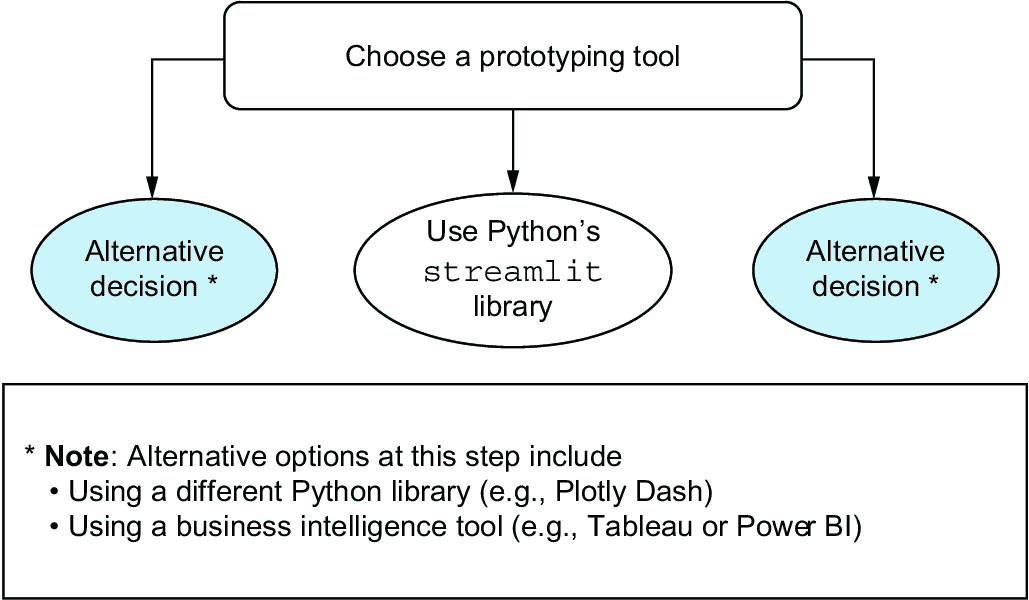 Choose a prototyping tool
Alternative
decision *
Use Python’s
streamlit
library
Alternative
decision *
* Note: Alternative options at this step include
• Using a different Python library (e.g., Plotly Dash)
• Using a business intelligence tool (e.g., Tableau or Power BI)